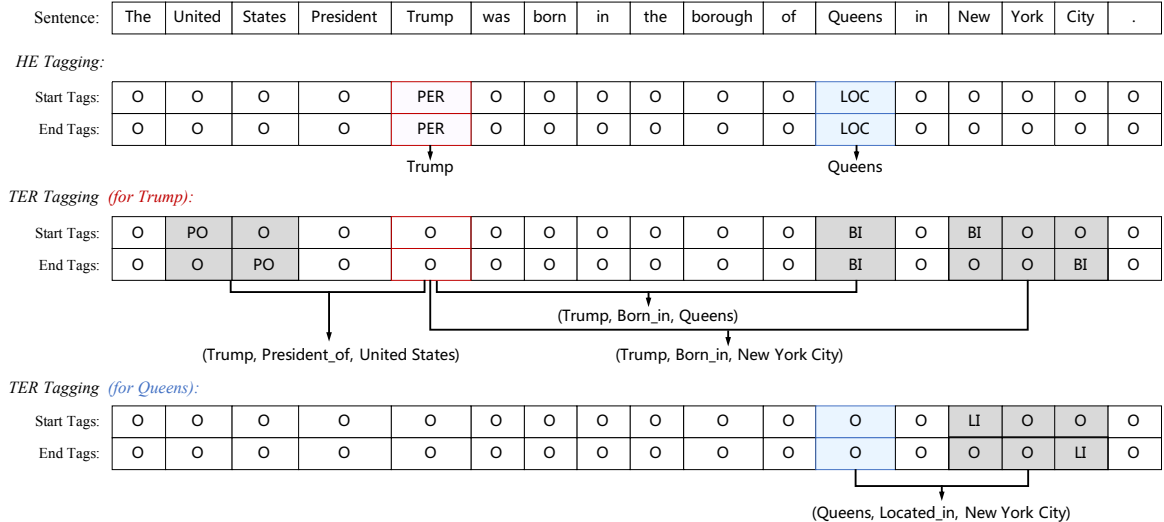 Sentence: The United States President Trump was born in the borough of Queens in New York City .
HE Tagging:
Start Tags: O O O O PER O O O O O O LOC O O O O O
End Tags: O O O O PER O O O O O O LOC O O O O O
Trump Queens
TER Tagging (for Trump):
Start Tags: O PO O O O O O O O O O BI O BI O O O
End Tags: O O PO O O O O O O O O BI O O O BI O
(Trump, Born_in, Queens)
(Trump, President_of, United States) (Trump, Born_in, New York City)
TER Tagging (for Queens):
Start Tags: O O O O O O O O O O O O O LI O O O
End Tags: O O O O O O O O O O O O O O O LI O
(Queens, Located_in, New York City)